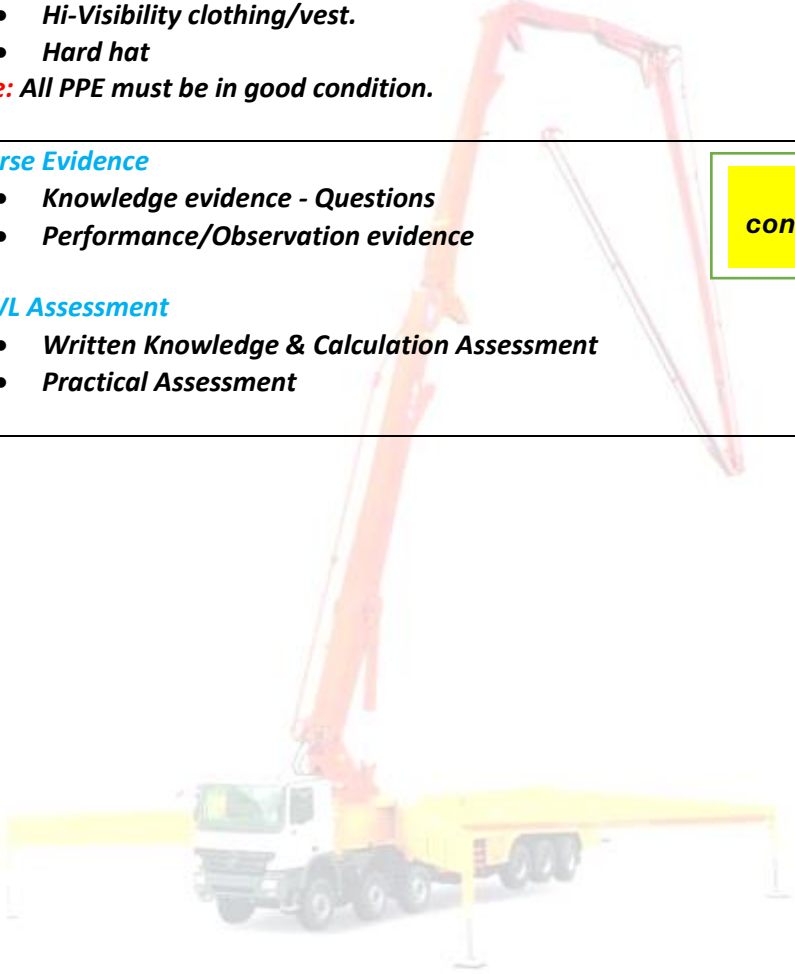 • Hi-Visibility clothing/vest.
• Hard hat
e: All PPE must be in good condition.
rse Evidence
• Knowledge evidence - Questions
• Performance/Observation evidence
con
/L Assessment
• Written Knowledge & Calculation Assessment
• Practical Assessment